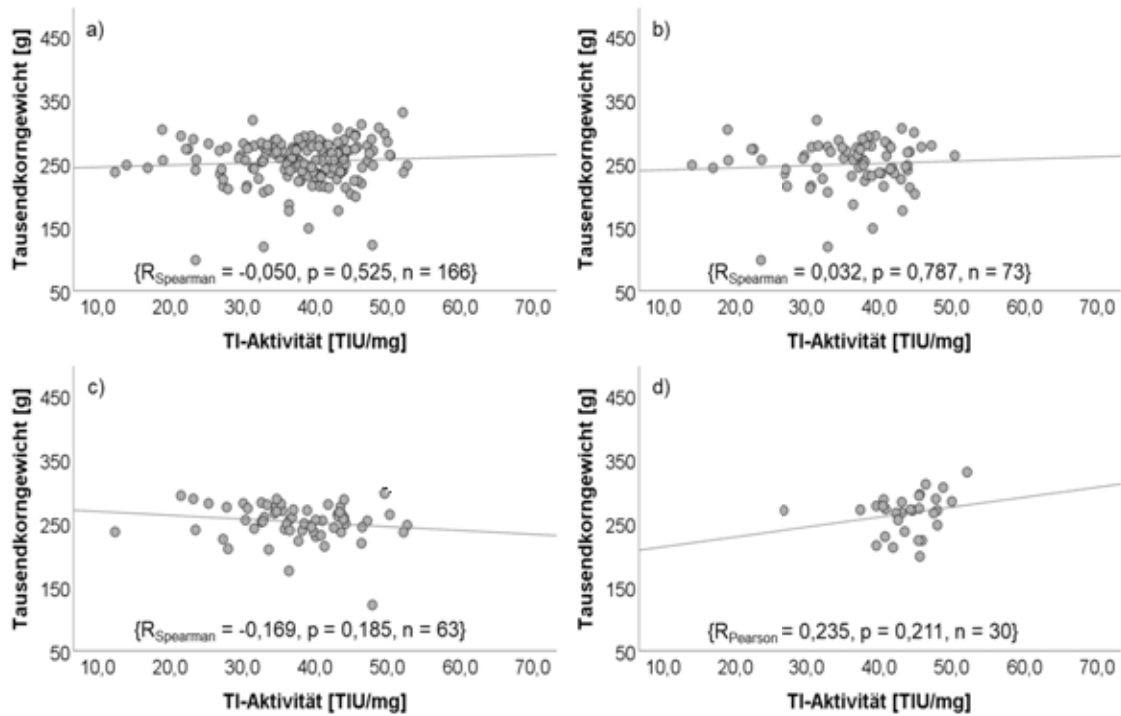 a)
Tausendkorngewicht [g]
450
350
250
150
50
{R_Spearman = -0,050, p = 0,525, n = 166}
10,0 20,0 30,0 40,0 50,0 60,0 70,0
TI-Aktivität [TIU/mg]
b)
Tausendkorngewicht [g]
450
350
250
150
50
{R_Spearman = 0,032, p = 0,787, n = 73}
10,0 20,0 30,0 40,0 50,0 60,0 70,0
TI-Aktivität [TIU/mg]
c)
Tausendkorngewicht [g]
450
350
250
150
50
{R_Spearman = -0,169, p = 0,185, n = 63}
10,0 20,0 30,0 40,0 50,0 60,0 70,0
TI-Aktivität [TIU/mg]
d)
Tausendkorngewicht [g]
450
350
250
150
50
{R_Pearson = 0,235, p = 0,211, n = 30}
10,0 20,0 30,0 40,0 50,0 60,0 70,0
TI-Aktivität [TIU/mg]